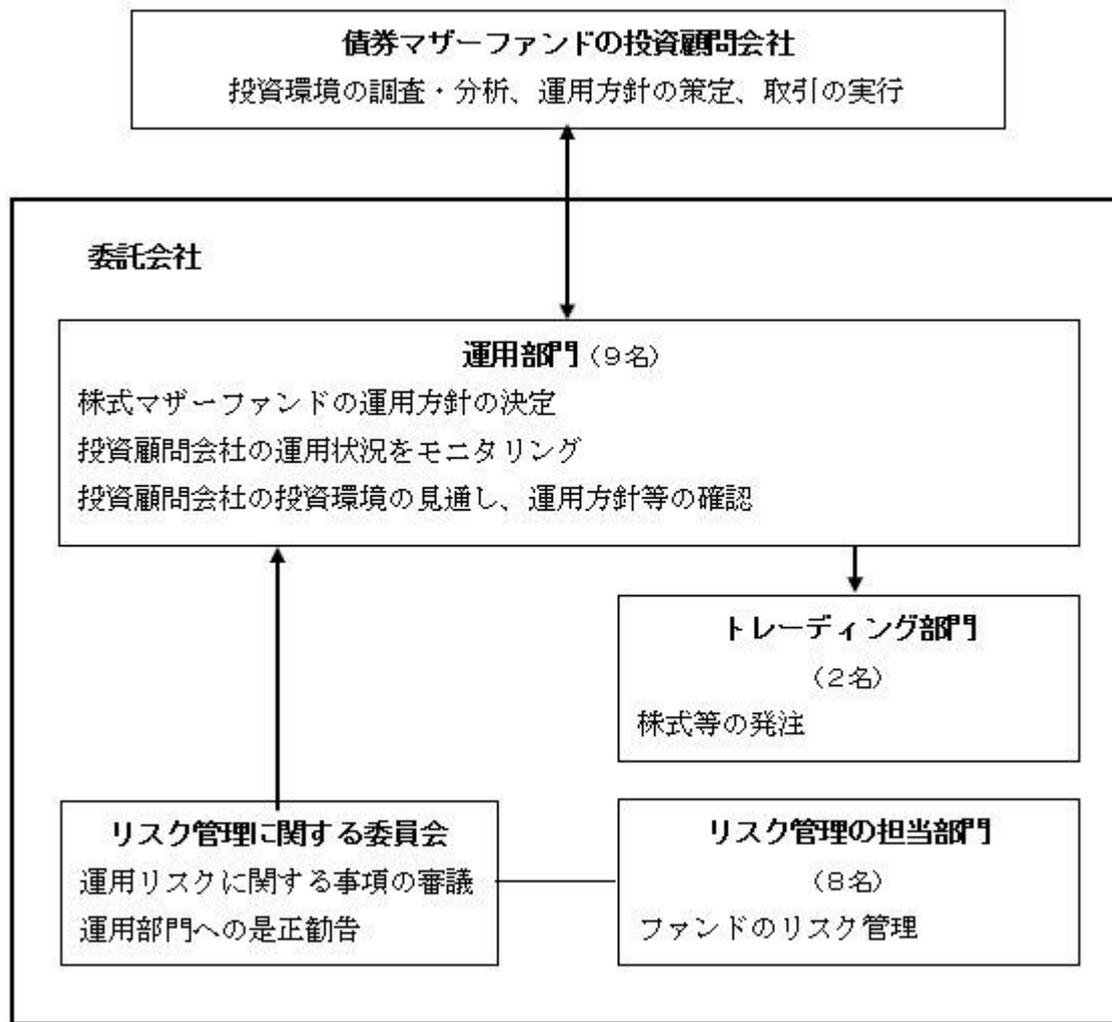 債券マザーファンドの投資顧問会社
投資環境の調査・分析、運用方針の策定、取引の実行
委託会社
運用部門（９名）
株式マザーファンドの運用方針の決定
投資顧問会社の運用状況をモニタリング
投資顧問会社の投資環境の見通し、運用方針等の確認
トレーディング部門
（２名）
株式等の発注
リスク管理に関する委員会
運用リスクに関する事項の審議
運用部門への是正勧告
リスク管理の担当部門
（８名）
ファンドのリスク管理